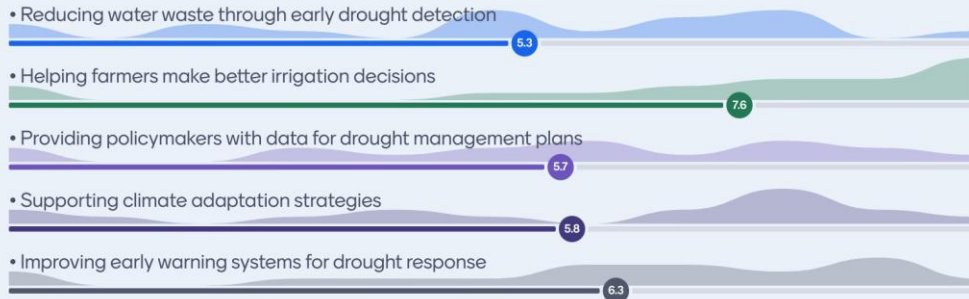 • Reducing water waste through early drought detection
5.3
• Helping farmers make better irrigation decisions
7.6
• Providing policymakers with data for drought management plans
5.7
• Supporting climate adaptation strategies
5.8
• Improving early warning systems for drought response
6.3